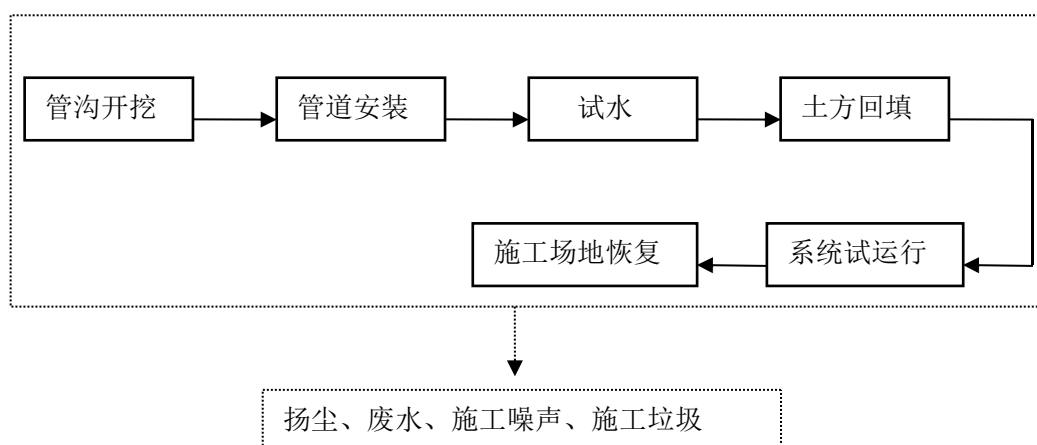 管沟开挖
管道安装
试水
土方回填
施工场地恢复
系统试运行
扬尘、废水、施工噪声、施工垃圾